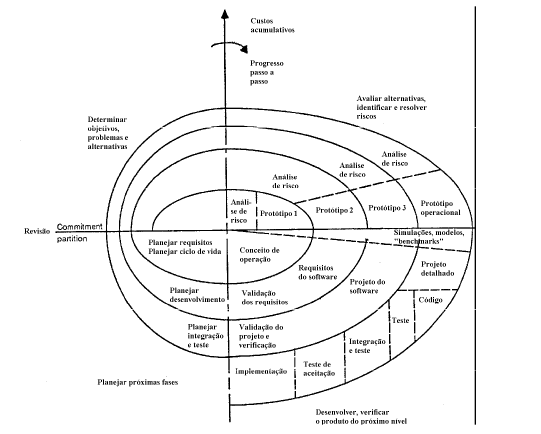 Custos
acumulativos
Progresso
passo a
passo
Avaliar alternativas,
identificar e resolver
riscos
Determinar
objetivos,
problemas e
alternativas
Análise
de risco
Análise
de risco
Análise
de risco
Análi-
se de
risco
Protótipo 1
Protótipo 2
Protótipo 3
Protótipo
operacional
Revisão
Commitment
partition
Simulações, modelos,
"benchmarks"
Planejar requisitos
Planejar ciclo de vida
Conceito de
operação
Requisitos
do software
Projeto do
software
Projeto
detalhado
Planejar
desenvolvimento
Validação
dos requisitos
Código
Planejar
integração
e teste
Validação do
projeto e
verificação
Teste
Integração
e teste
Teste de
aceitação
Implementação
Planejar próximas fases
Desenvolver, verificar
o produto do próximo nível